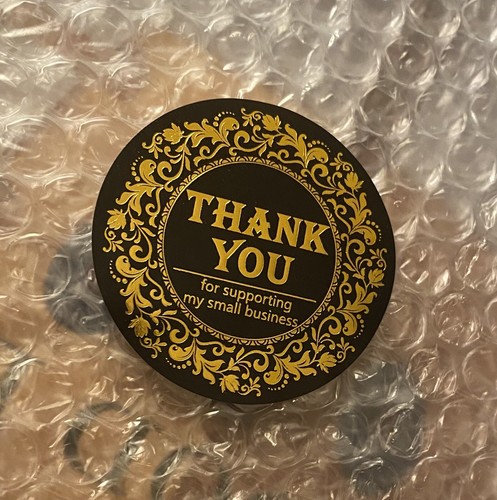 THANK
YOU
for supporting
my small business